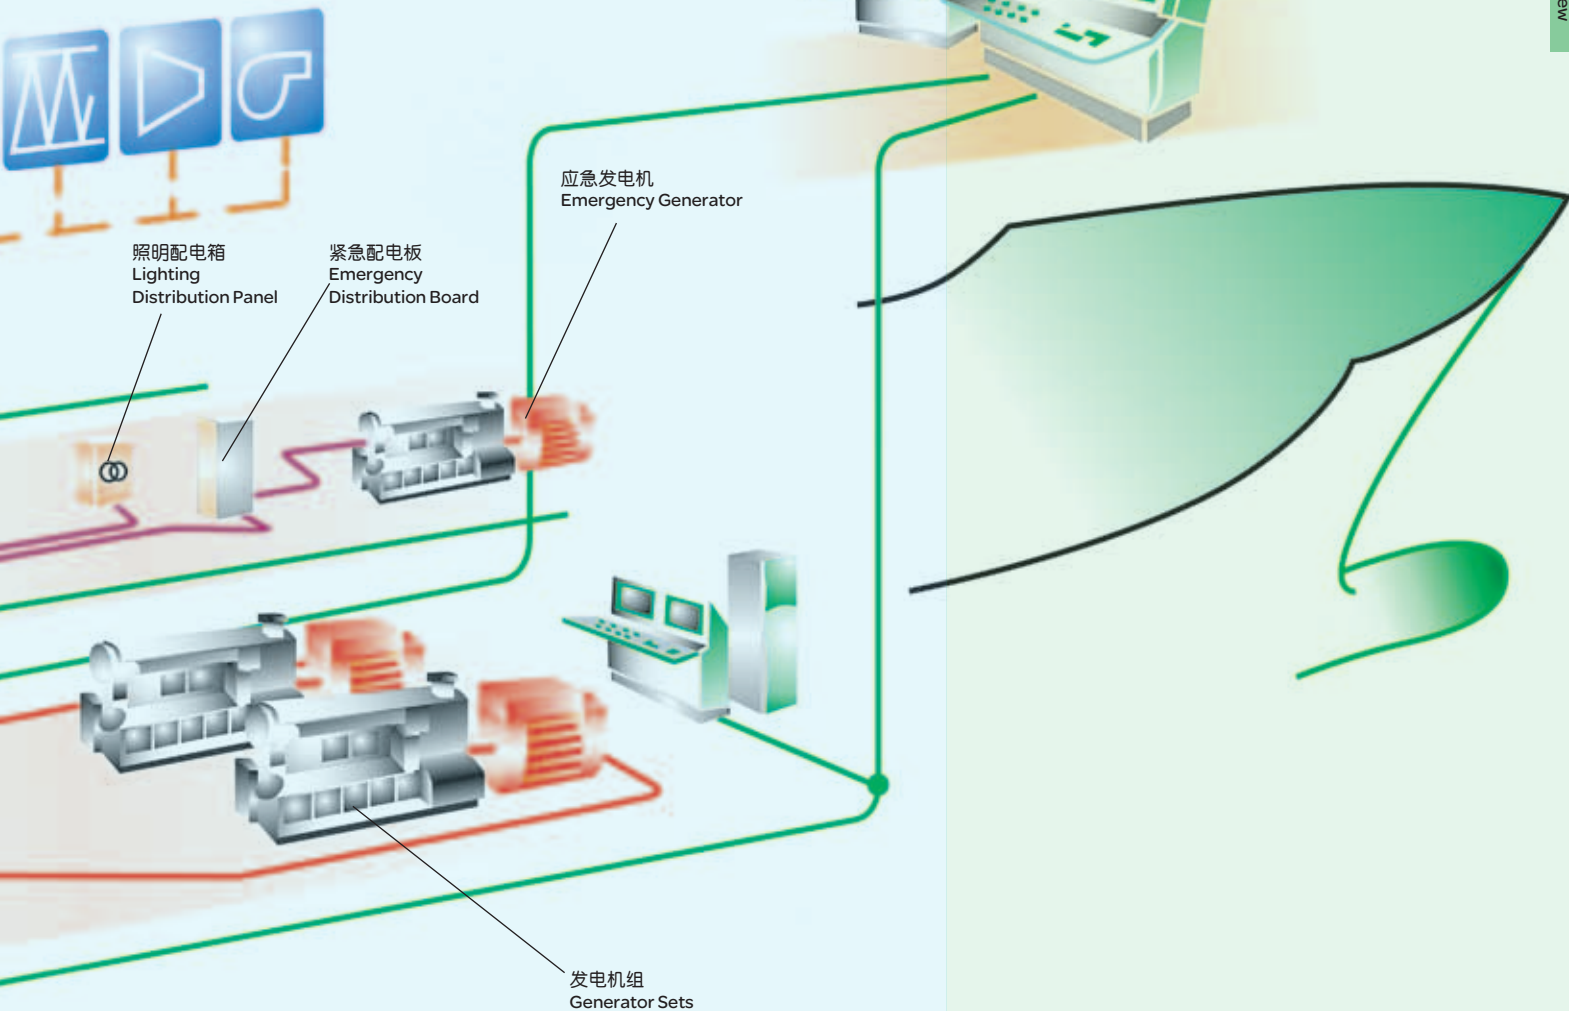 ew
应急发电机
Emergency Generator
照明配电箱
Lighting
Distribution Panel
紧急配电板
Emergency
Distribution Board
发电机组
Generator Sets